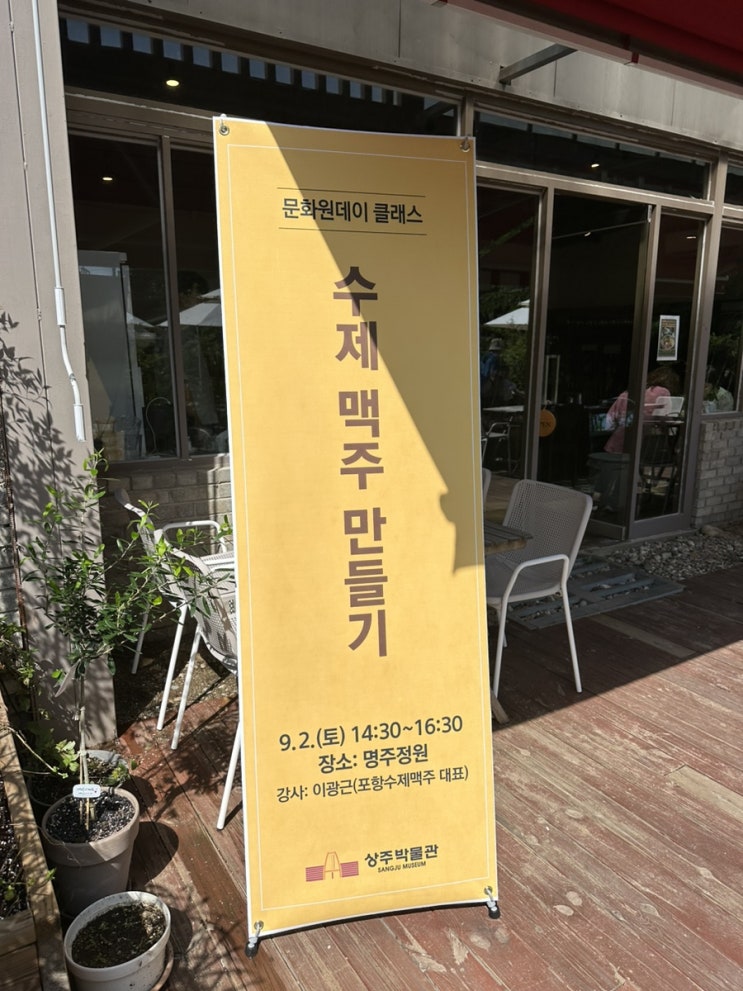 문화원데이 클래스
수제 맥주 만들기
9.2.(토) 14:30~16:30
장소: 명주정원
강사: 이광근(포항수제맥주 대표)
상주박물관
SANGJU MUSEUM